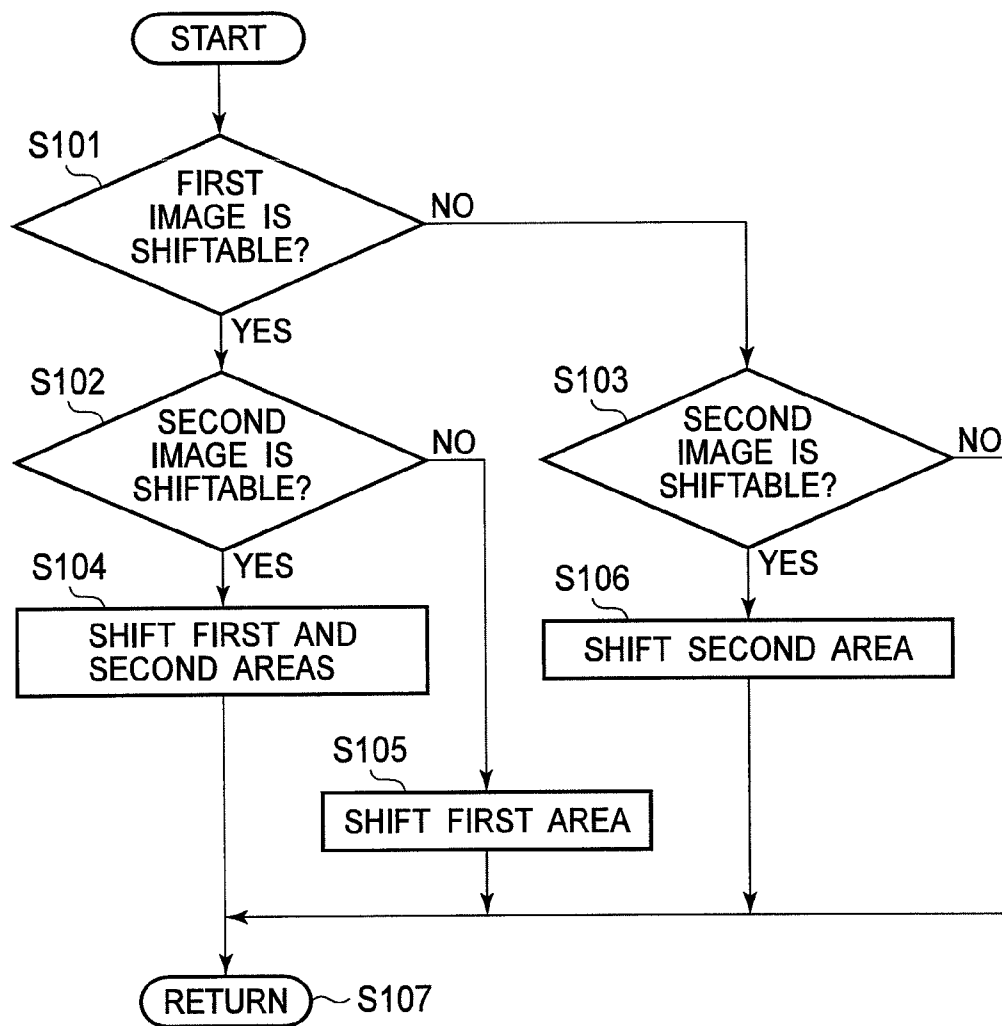 START
S101
FIRST
IMAGE IS
SHIFTABLE?
NO
YES
S102
SECOND
IMAGE IS
SHIFTABLE?
NO
S103
SECOND
IMAGE IS
SHIFTABLE?
NO
YES
S104
SHIFT FIRST AND
SECOND AREAS
YES
S106
SHIFT SECOND AREA
S105
SHIFT FIRST AREA
RETURN
S107